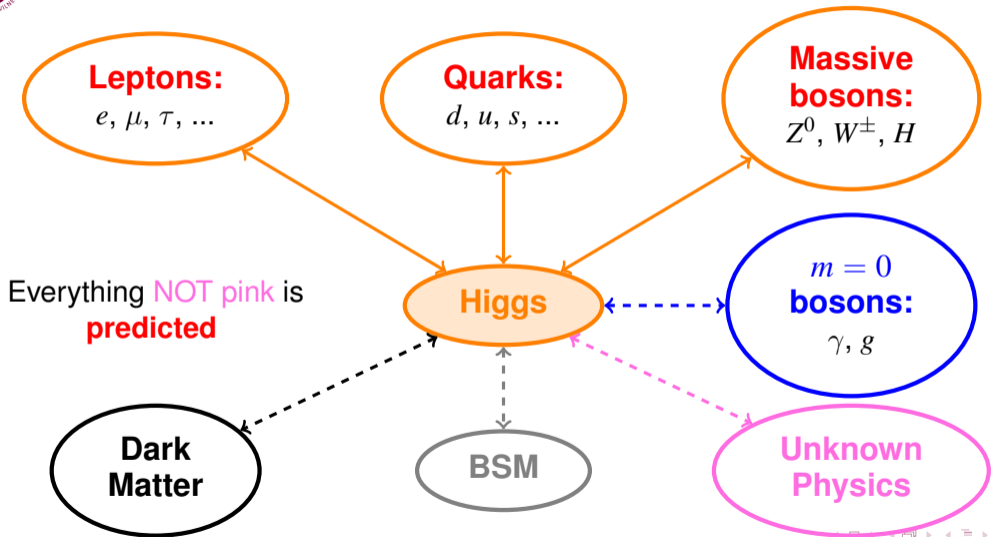 Leptons:
e, μ, τ, ...
Quarks:
d, u, s, ...
Massive
bosons:
Z⁰, W±, H
Everything NOT pink is
predicted
Higgs
m = 0
bosons:
γ, g
Dark
Matter
BSM
Unknown
Physics